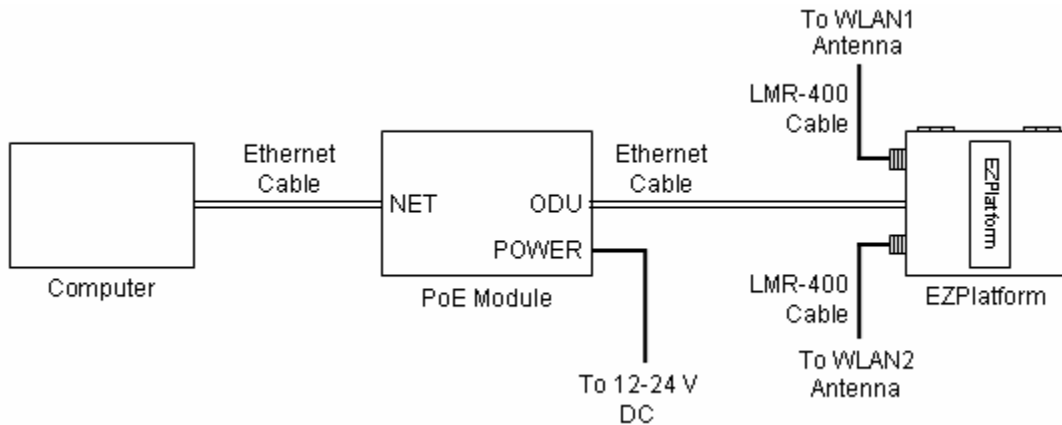 To WLAN1
Antenna
LMR-400
Cable
Ethernet
Cable
Ethernet
Cable
NET
ODU
POWER
EZPlatform
Computer
PoE Module
LMR-400
Cable
EZPlatform
To 12-24 V
DC
To WLAN2
Antenna